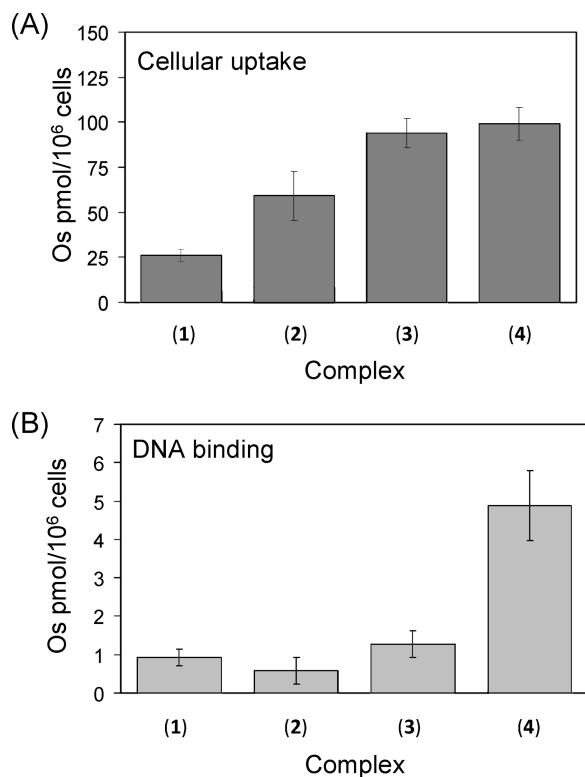 (A)
150
125
100
75
50
25
0
Os pmol/10⁶ cells
Cellular uptake
(1) (2) (3) (4)
Complex
(B)
7
6
5
4
3
2
1
0
Os pmol/10⁶ cells
DNA binding
(1) (2) (3) (4)
Complex